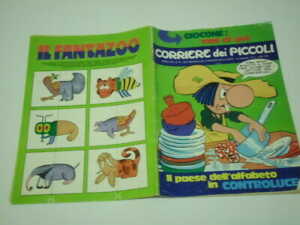 IL FANTAZOO
GIOCONE:
CORRIERE dei PICCOLI
Il paese dell'alfabeto
in CONTROLUCE